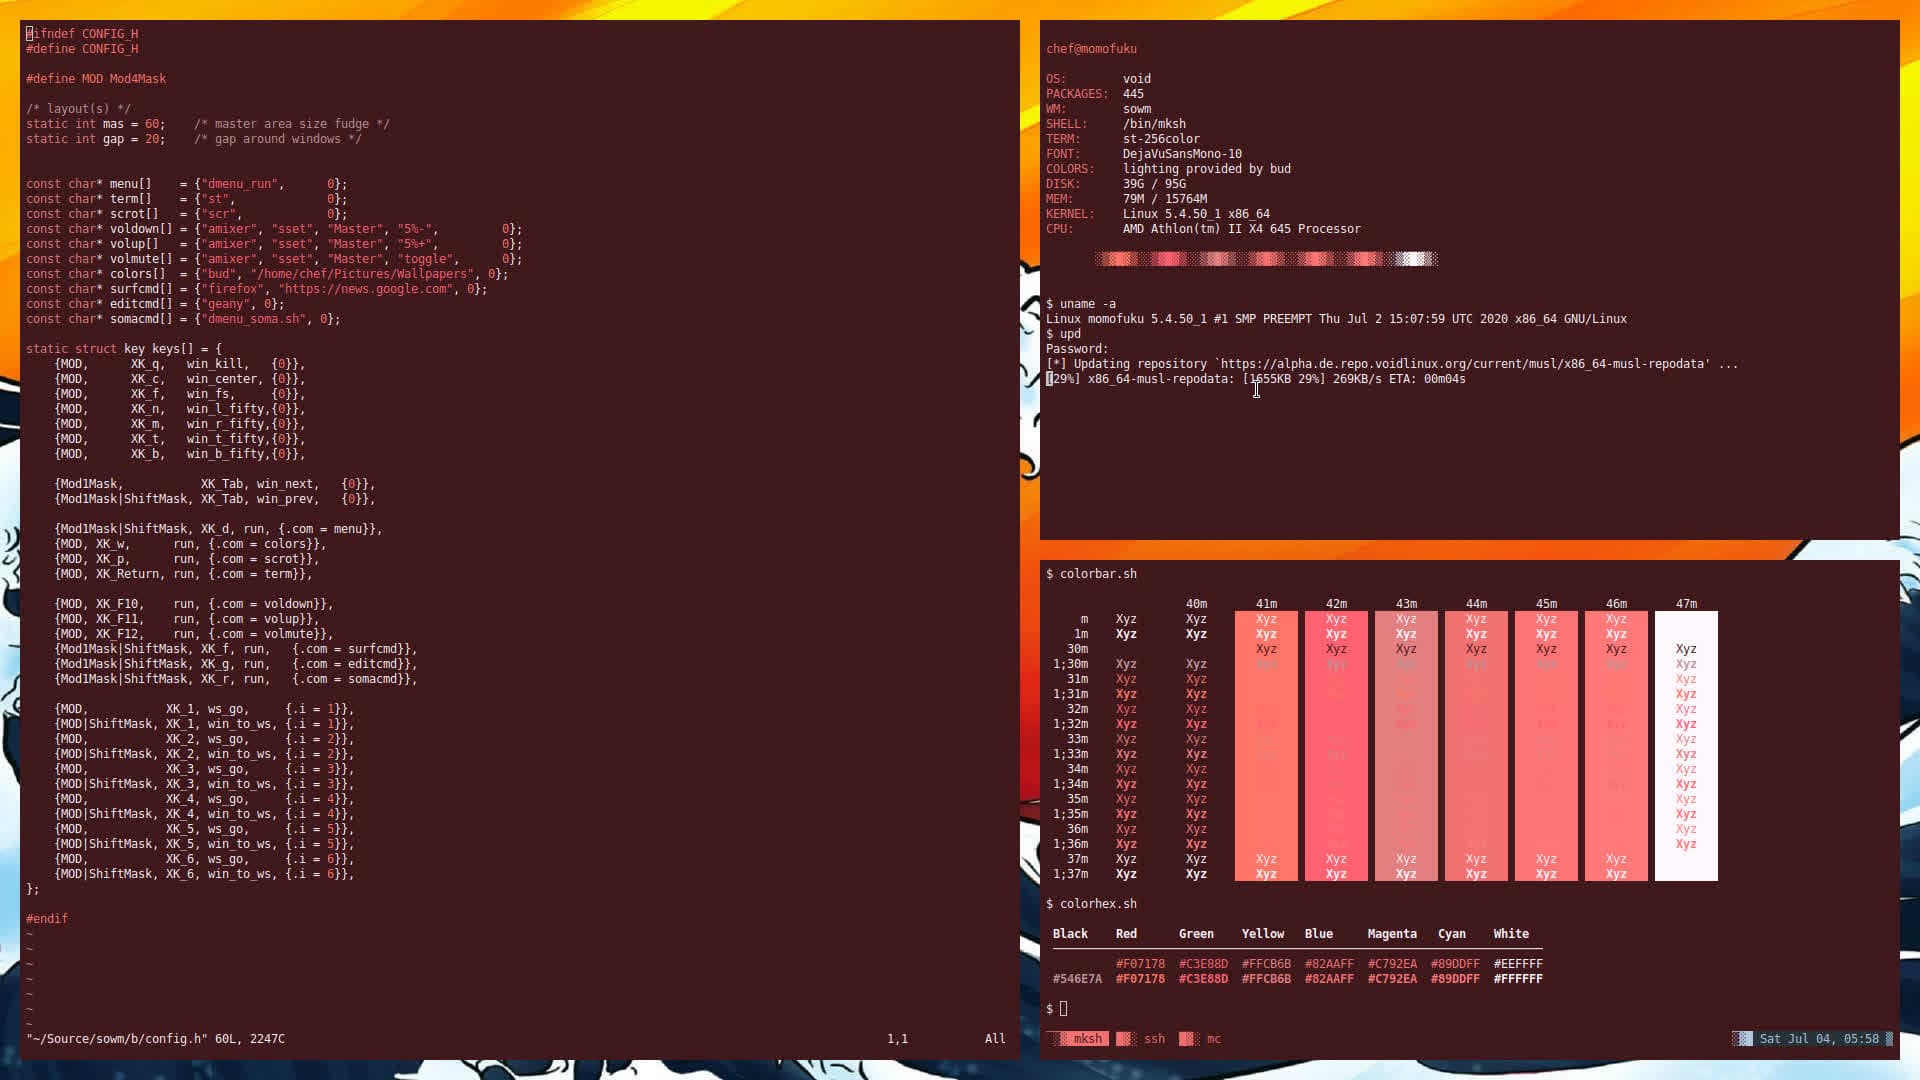 #ifndef CONFIG_H
#define CONFIG_H
#define MOD Mod4Mask
/* layout(s) */
static int mas = 60;    /* master area size fudge */
static int gap = 20;    /* gap around windows */
const char* menu[]    = {"dmenu_run",      0};
const char* term[]    = {"st",             0};
const char* scrot[]   = {"scr",            0};
const char* voldown[] = {"amixer", "sset", "Master", "5%-",         0};
const char* volup[]   = {"amixer", "sset", "Master", "5%+",         0};
const char* volmute[] = {"amixer", "sset", "Master", "toggle",      0};
const char* colors[]  = {"bud", "/home/chef/Pictures/Wallpapers", 0};
const char* surfcmd[] = {"firefox", "https://news.google.com", 0};
const char* editcmd[] = {"geany", 0};
const char* somacmd[] = {"dmenu_soma.sh", 0};
static struct key keys[] = {
    {MOD,      XK_q,   win_kill,   {0}},
    {MOD,      XK_c,   win_center, {0}},
    {MOD,      XK_f,   win_fs,     {0}},
    {MOD,      XK_n,   win_l_fifty,{0}},
    {MOD,      XK_m,   win_r_fifty,{0}},
    {MOD,      XK_t,   win_t_fifty,{0}},
    {MOD,      XK_b,   win_b_fifty,{0}},
    {Mod1Mask,           XK_Tab, win_next,   {0}},
    {Mod1Mask|ShiftMask, XK_Tab, win_prev,   {0}},
    {Mod1Mask|ShiftMask, XK_d, run, {.com = menu}},
    {MOD, XK_w,      run, {.com = colors}},
    {MOD, XK_p,      run, {.com = scrot}},
    {MOD, XK_Return, run, {.com = term}},
    {MOD, XK_F10,    run, {.com = voldown}},
    {MOD, XK_F11,    run, {.com = volup}},
    {MOD, XK_F12,    run, {.com = volmute}},
    {Mod1Mask|ShiftMask, XK_f, run,   {.com = surfcmd}},
    {Mod1Mask|ShiftMask, XK_g, run,   {.com = editcmd}},
    {Mod1Mask|ShiftMask, XK_r, run,   {.com = somacmd}},
    {MOD,           XK_1, ws_go,     {.i = 1}},
    {MOD|ShiftMask, XK_1, win_to_ws, {.i = 1}},
    {MOD,           XK_2, ws_go,     {.i = 2}},
    {MOD|ShiftMask, XK_2, win_to_ws, {.i = 2}},
    {MOD,           XK_3, ws_go,     {.i = 3}},
    {MOD|ShiftMask, XK_3, win_to_ws, {.i = 3}},
    {MOD,           XK_4, ws_go,     {.i = 4}},
    {MOD|ShiftMask, XK_4, win_to_ws, {.i = 4}},
    {MOD,           XK_5, ws_go,     {.i = 5}},
    {MOD|ShiftMask, XK_5, win_to_ws, {.i = 5}},
    {MOD,           XK_6, ws_go,     {.i = 6}},
    {MOD|ShiftMask, XK_6, win_to_ws, {.i = 6}},
};
#endif
~
~
~
~
~
~
~
"~/Source/sowm/b/config.h" 60L, 2247C    1,1    All
chef@momofuku
OS:        void
PACKAGES:  445
WM:        sowm
SHELL:     /bin/mksh
TERM:      st-256color
FONT:      DejaVuSansMono-10
COLORS:    lighting provided by bud
DISK:      39G / 95G
MEM:       79M / 15764M
KERNEL:    Linux 5.4.50_1 x86_64
CPU:       AMD Athlon(tm) II X4 645 Processor
$ uname -a
Linux momofuku 5.4.50_1 #1 SMP PREEMPT Thu Jul 2 15:07:59 UTC 2020 x86_64 GNU/Linux
$ upd
Password:
[*] Updating repository `https://alpha.de.repo.voidlinux.org/current/musl/x86_64-musl-repodata' ...
[29%] x86_64-musl-repodata: [1655KB 29%] 269KB/s ETA: 00m04s
$ colorbar.sh
40m 41m 42m 43m 44m 45m 46m 47m
m Xyz Xyz Xyz Xyz Xyz Xyz Xyz Xyz
1m Xyz Xyz Xyz Xyz Xyz Xyz Xyz Xyz
30m Xyz Xyz Xyz Xyz Xyz Xyz Xyz
1;30m Xyz Xyz Xyz Xyz Xyz Xyz Xyz Xyz Xyz
31m Xyz Xyz Xyz
1;31m Xyz Xyz Xyz
32m Xyz Xyz Xyz
1;32m Xyz Xyz Xyz
33m Xyz Xyz Xyz
1;33m Xyz Xyz Xyz
34m Xyz Xyz Xyz
1;34m Xyz Xyz Xyz
35m Xyz Xyz Xyz
1;35m Xyz Xyz Xyz
36m Xyz Xyz Xyz
1;36m Xyz Xyz Xyz
37m Xyz Xyz Xyz Xyz Xyz Xyz Xyz Xyz
1;37m Xyz Xyz Xyz Xyz Xyz Xyz Xyz Xyz
$ colorhex.sh
Black Red Green Yellow Blue Magenta Cyan White
#F07178 #C3E88D #FFCB6B #82AAFF #C792EA #89DDFF #EEFFFF
#546E7A #F07178 #C3E88D #FFCB6B #82AAFF #C792EA #89DDFF #FFFFFF
$
mksh ssh mc Sat Jul 04, 05:58